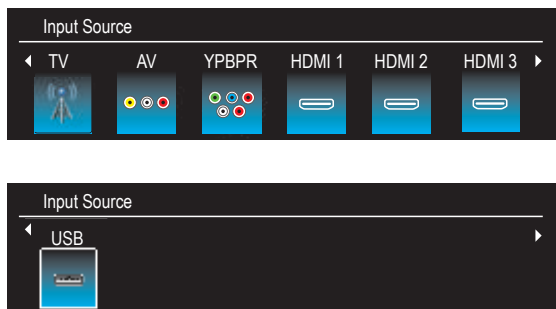 Input Source
TV AV YPBPR HDMI 1 HDMI 2 HDMI 3
Input Source
USB